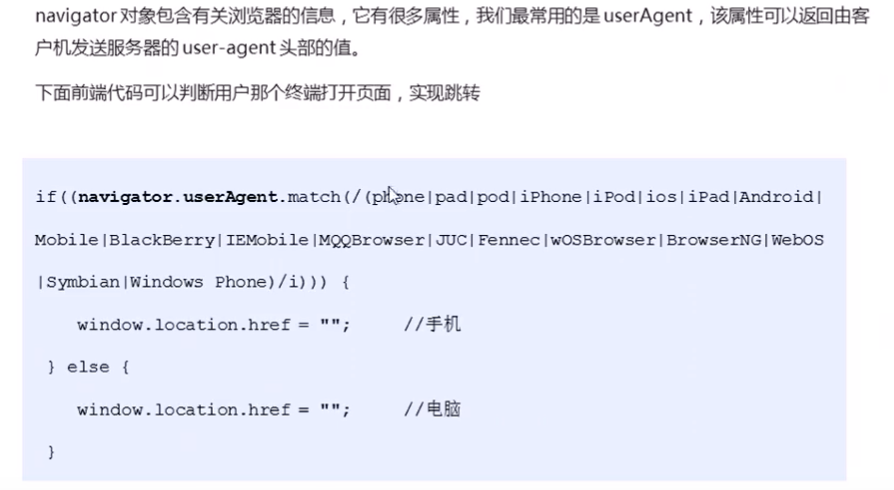 navigator 对象包含有关浏览器的信息，它有很多属性，我们最常用的是 userAgent，该属性可以返回由客
户机发送服务器的 user-agent 头部的值。
下面前端代码可以判断用户那个终端打开页面，实现跳转
if((navigator.userAgent.match(/(phone|pad|pod|iPhone|iPod|ios|iPad|Android|
Mobile|BlackBerry|IEMobile|MQQBrowser|JUC|Fennec|wOSBrowser|BrowserNG|WebOS
|Symbian|Windows Phone)/i))) {
window.location.href = ""; //手机
} else {
window.location.href = ""; //电脑
}